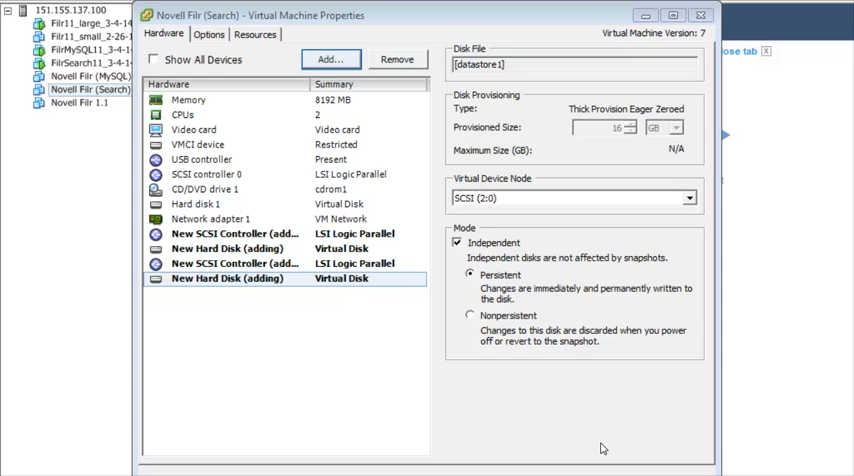 151.155.137.100
Filr11_large_3-4-14
Filr11_small_2-26-1
FilrMySQL11_3-4-14
FilrSearch11_3-4-14
Novell Filr (MySQL)
Novell Filr (Search)
Novell Filr 1.1
Novell Filr (Search) - Virtual Machine Properties
Hardware Options Resources
Virtual Machine Version: 7
Show All Devices
Add...
Remove
Hardware Summary
Memory 8192 MB
CPUs 2
Video card Video card
VMCI device Restricted
USB controller Present
SCSI controller 0 LSI Logic Parallel
CD/DVD drive 1 cdrom1
Hard disk 1 Virtual Disk
Network adapter 1 VM Network
New SCSI Controller (add... LSI Logic Parallel
New Hard Disk (adding) Virtual Disk
New SCSI Controller (add... LSI Logic Parallel
New Hard Disk (adding) Virtual Disk
Disk File
[datastore1]
Disk Provisioning
Type: Thick Provision Eager Zeroed
Provisioned Size: 16 GB
Maximum Size (GB): N/A
Virtual Device Node
SCSI (2:0)
Mode
Independent
Independent disks are not affected by snapshots.
Persistent
Changes are immediately and permanently written to
the disk.
Nonpersistent
Changes to this disk are discarded when you power
off or revert to the snapshot.
lose tab